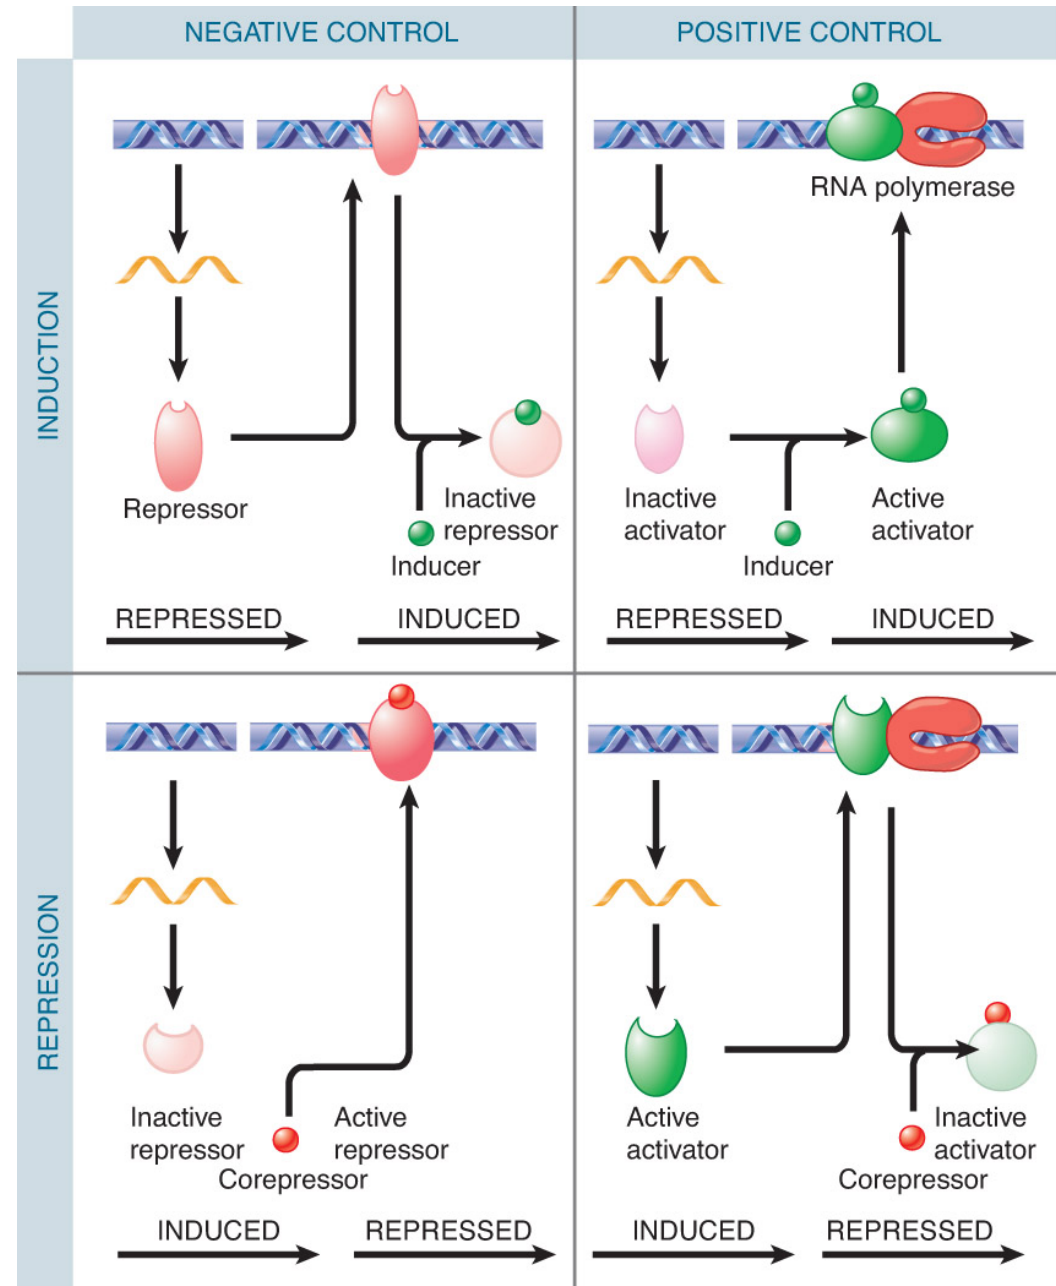 NEGATIVE CONTROL
POSITIVE CONTROL
INDUCTION
Repressor
Inactive
repressor
Inducer
REPRESSED
INDUCED
RNA polymerase
Inactive
activator
Active
activator
Inducer
REPRESSED
INDUCED
REPRESSION
Inactive
repressor
Active
repressor
Corepressor
INDUCED
REPRESSED
Active
activator
Inactive
activator
Corepressor
INDUCED
REPRESSED